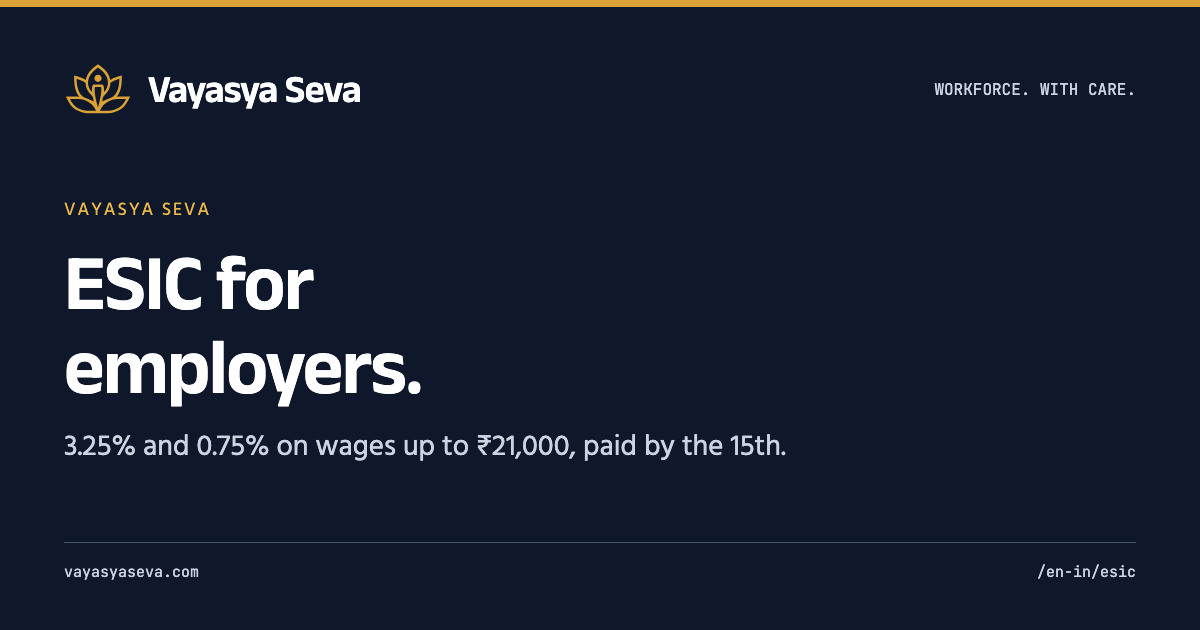 Vayasya Seva
WORKFORCE. WITH CARE.
VAYASYA SEVA
ESIC for
employers.
3.25% and 0.75% on wages up to ₹21,000, paid by the 15th.
vayasyaseva.com
/en-in/esic